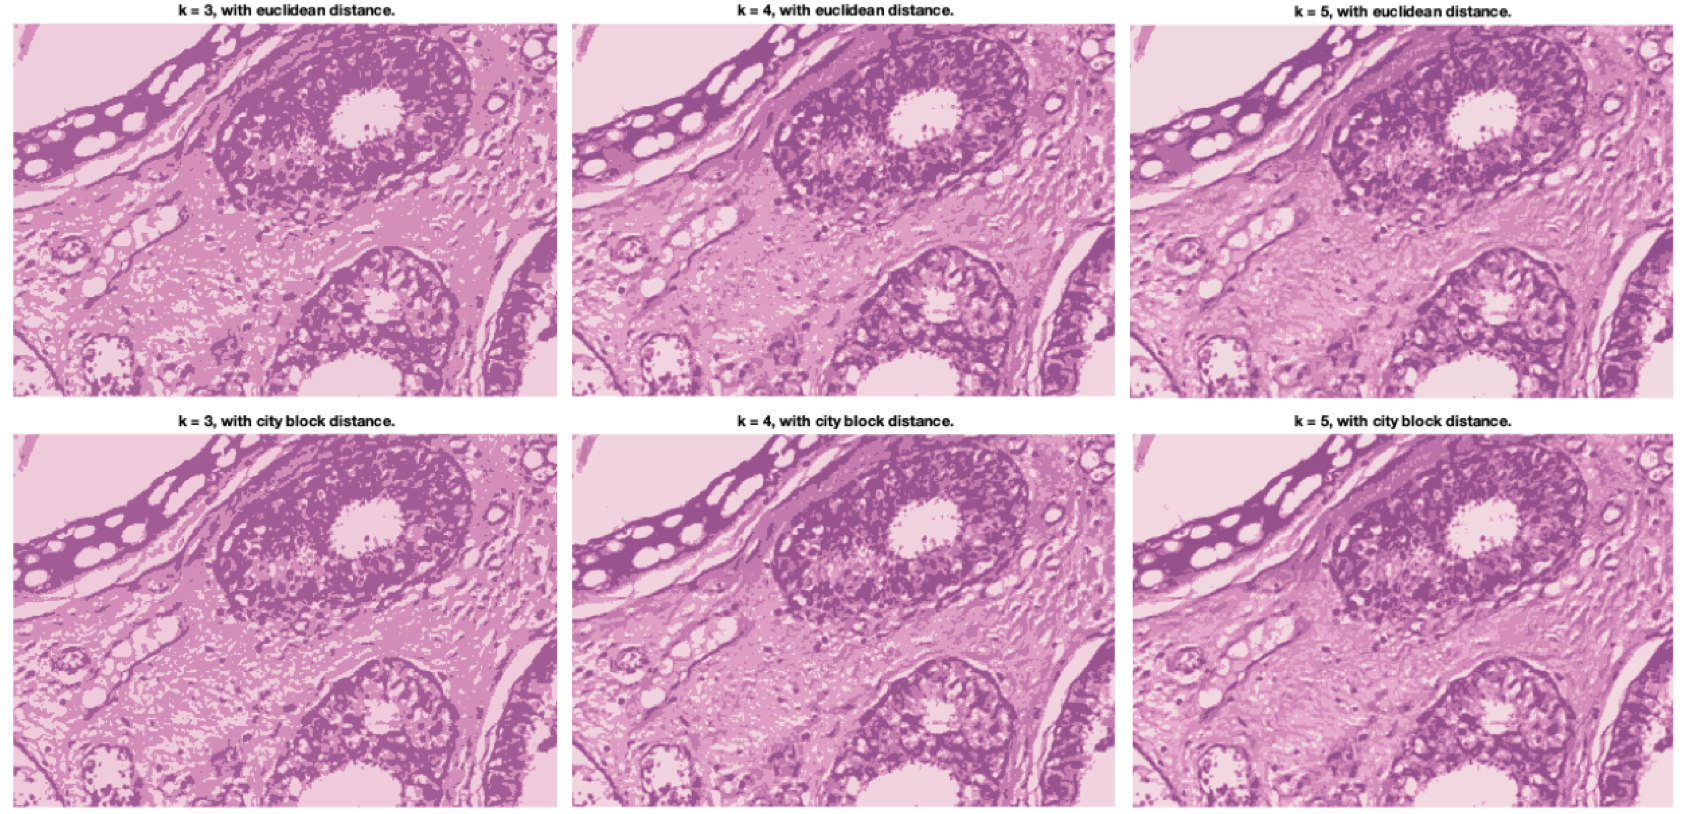 k = 3, with euclidean distance.
k = 4, with euclidean distance.
k = 5, with euclidean distance.
k = 3, with city block distance.
k = 4, with city block distance.
k = 5, with city block distance.